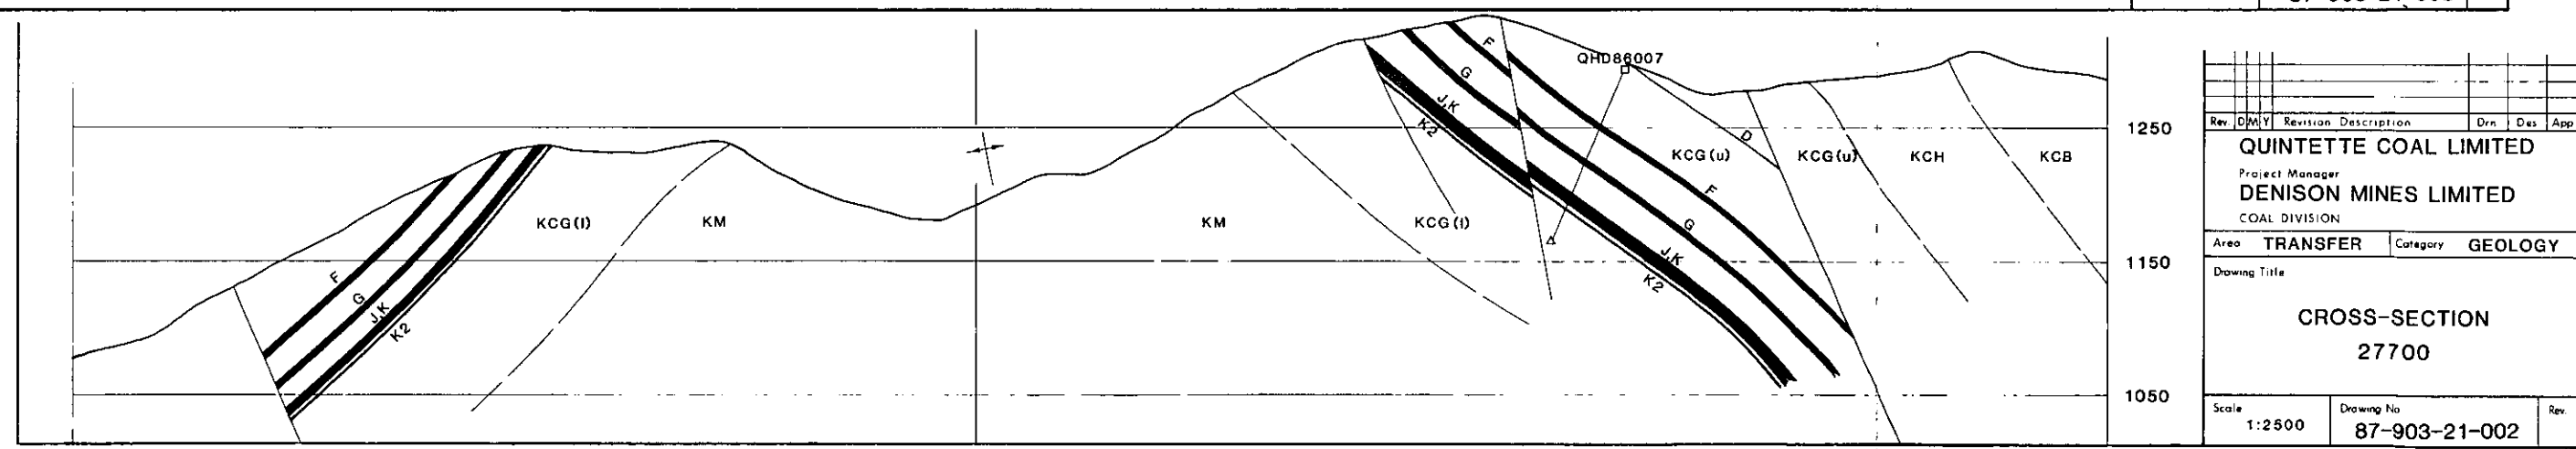 QHD86007
F
G
J,K
K2
D
KCG(u)
KCG(u)
KCH
KCB
1250
F
G
J,K
K2
KCG(l)
KM
KM
KCG(l)
F
G
J,K
K2
1150
1050
Rev. D M Y Revision Description Drn Des App
QUINTETTE COAL LIMITED
Project Manager
DENISON MINES LIMITED
COAL DIVISION
Area TRANSFER Category GEOLOGY
Drawing Title
CROSS-SECTION
27700
Scale Drawing No Rev.
1:2500 87-903-21-002